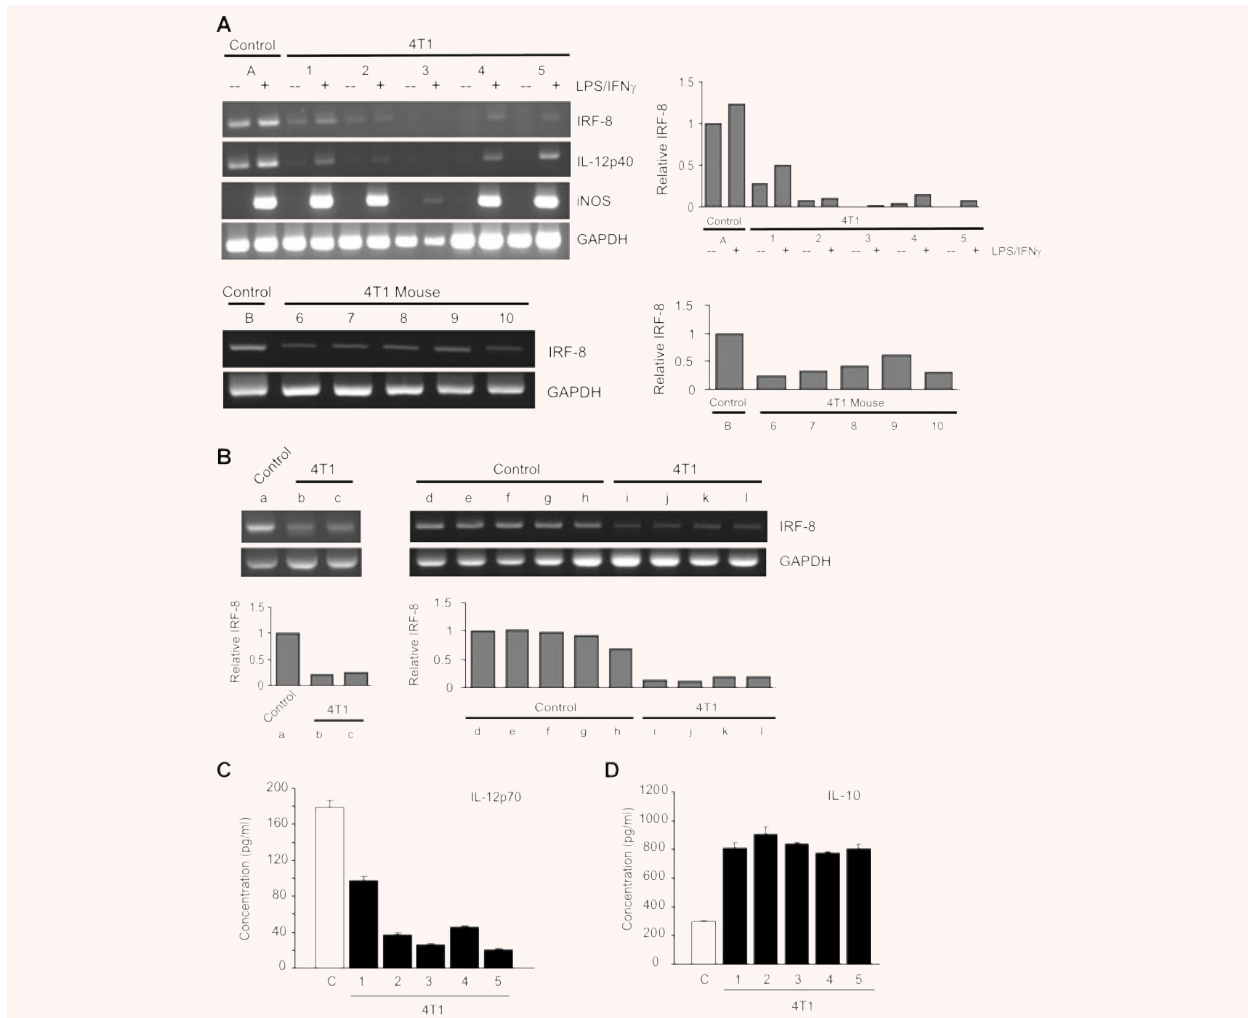 A
Control 4T1
A 1 2 3 4 5
-- + -- + -- + -- + -- + -- + LPS/IFNγ
IRF-8
IL-12p40
iNOS
GAPDH
Relative IRF-8
1.5
1
0.5
0
Control 4T1
A 1 2 3 4 5
-- + -- + -- + -- + -- + -- + LPS/IFNγ
Control 4T1 Mouse
B 6 7 8 9 10
IRF-8
GAPDH
Relative IRF-8
1.5
1
0.5
0
Control 4T1 Mouse
B 6 7 8 9 10
B
Control 4T1
a b c
Control 4T1
d e f g h i j k l
IRF-8
GAPDH
Relative IRF-8
1.5
1
0.5
0
Control 4T1
a b c
Relative IRF-8
1.5
1
0.5
0
Control 4T1
d e f g h i j k l
C
IL-12p70
Concentration (pg/ml)
200
160
120
80
40
0
C 1 2 3 4 5
4T1
D
IL-10
Concentration (pg/ml)
1200
1000
800
600
400
200
0
C 1 2 3 4 5
4T1